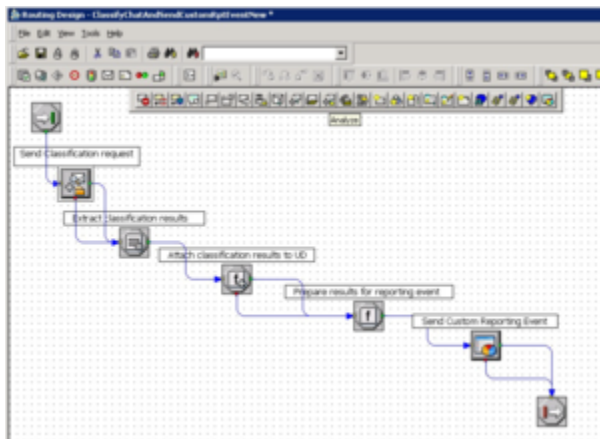 Routing Design - ClassifyChatAndSendCustomRptEventNew *
File Edit View Tools Help
Analyze
Send Classification request
Extract classification results
Attach classification results to UD
Prepare results for reporting event
f
Send Custom Reporting Event